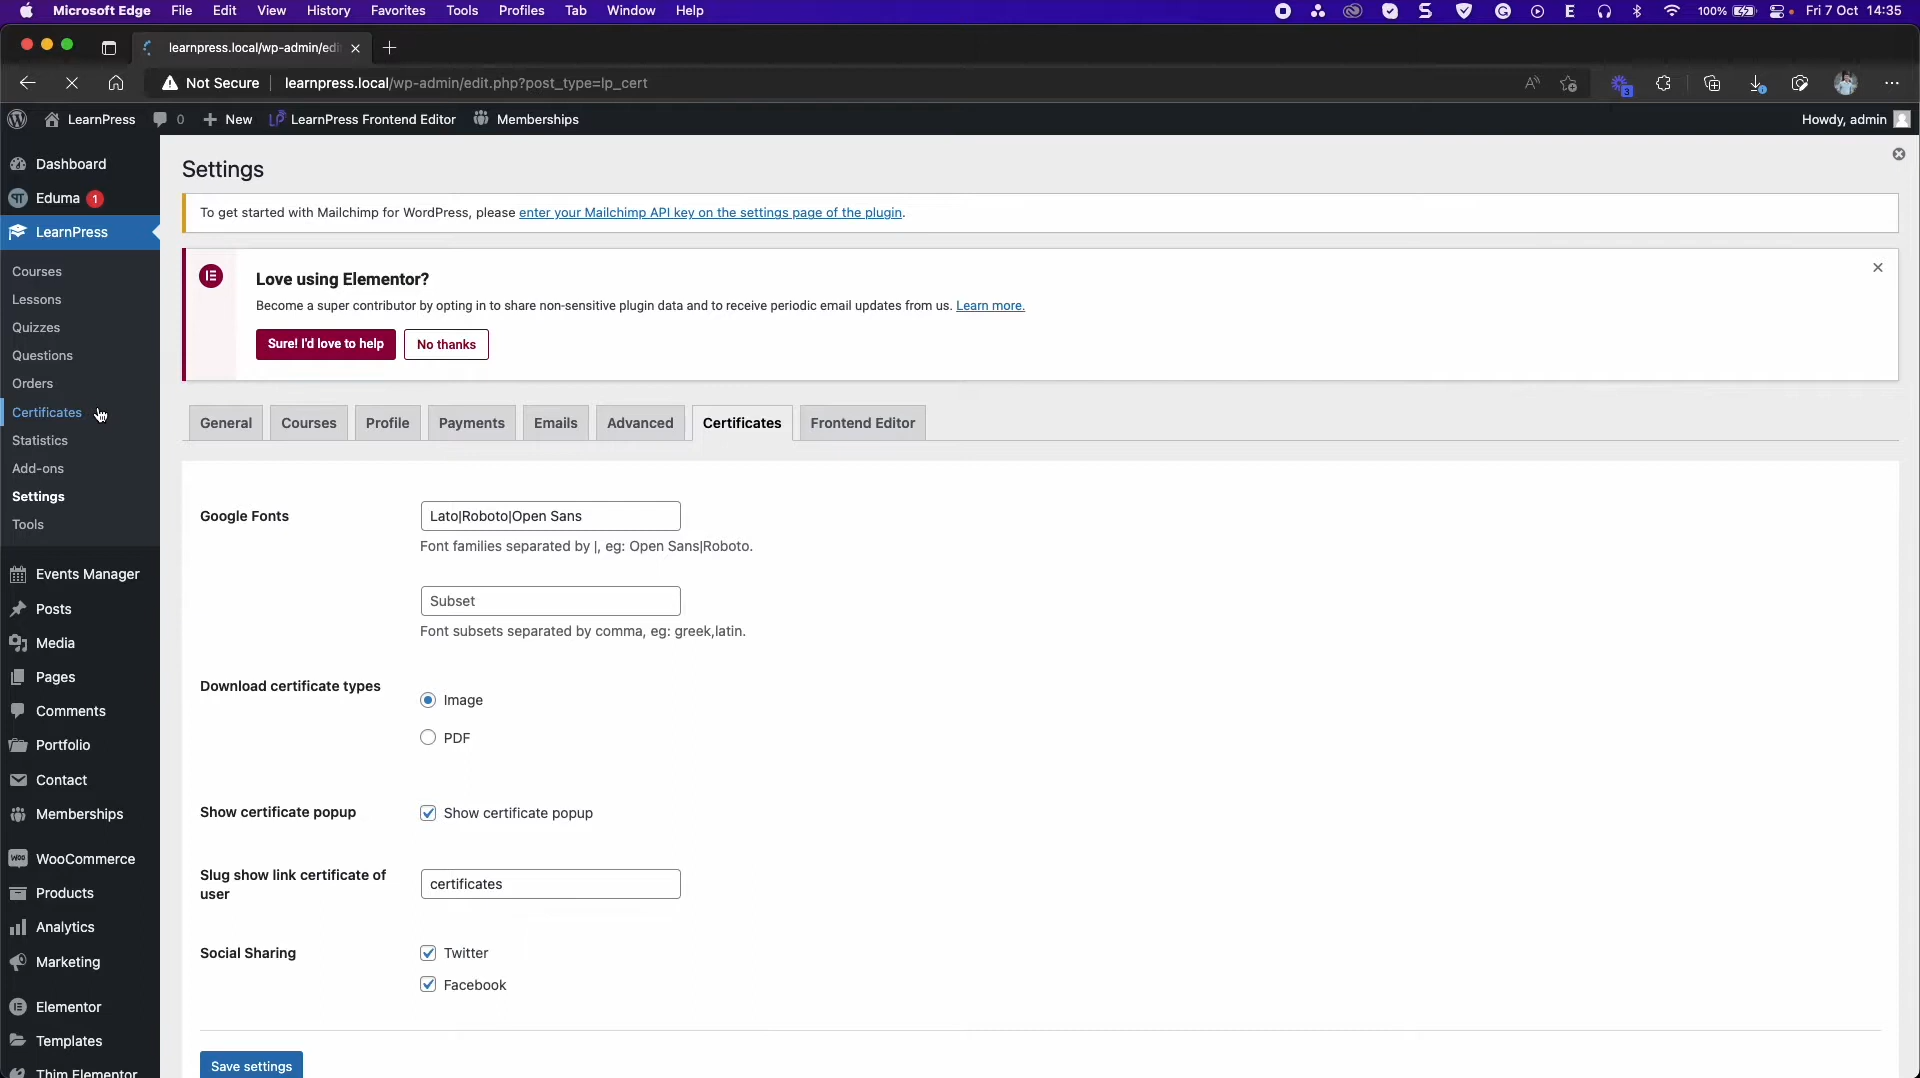 Microsoft Edge File Edit View History Favorites Tools Profiles Tab Window Help
100% Fri 7 Oct 14:35
learnpress.local/wp-admin/edi
Not Secure learnpress.local/wp-admin/edit.php?post_type=lp_cert
3
LearnPress 0 New LearnPress Frontend Editor Memberships
Howdy, admin
Dashboard
Eduma 1
LearnPress
Courses
Lessons
Quizzes
Questions
Orders
Certificates
Statistics
Add-ons
Settings
Tools
Events Manager
Posts
Media
Pages
Comments
Portfolio
Contact
Memberships
WooCommerce
Products
Analytics
Marketing
Elementor
Templates
Thim Elementor
Settings
To get started with Mailchimp for WordPress, please enter your Mailchimp API key on the settings page of the plugin.
Love using Elementor?
Become a super contributor by opting in to share non-sensitive plugin data and to receive periodic email updates from us. Learn more.
Sure! I'd love to help No thanks
General Courses Profile Payments Emails Advanced Certificates Frontend Editor
Google Fonts
Lato|Roboto|Open Sans
Font families separated by |, eg: Open Sans|Roboto.
Subset
Font subsets separated by comma, eg: greek,latin.
Download certificate types
Image
PDF
Show certificate popup
Show certificate popup
Slug show link certificate of
user
certificates
Social Sharing
Twitter
Facebook
Save settings